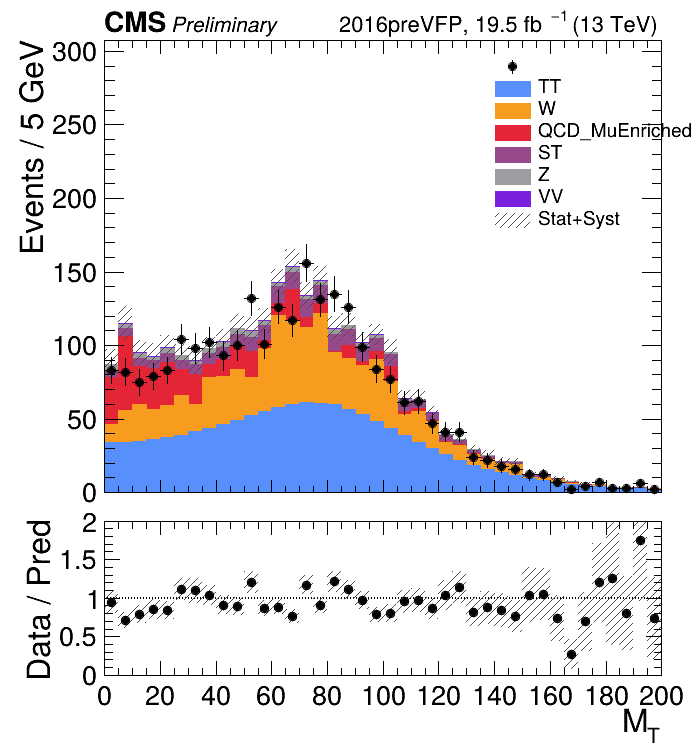 CMS Preliminary 2016preVFP, 19.5 fb⁻¹ (13 TeV)
Events / 5 GeV
300
250
200
150
100
50
0
TT
W
QCD_MuEnriched
ST
Z
VV
Stat+Syst
Data / Pred
2
1.5
1
0.5
0
0 20 40 60 80 100 120 140 160 180 200
M_T